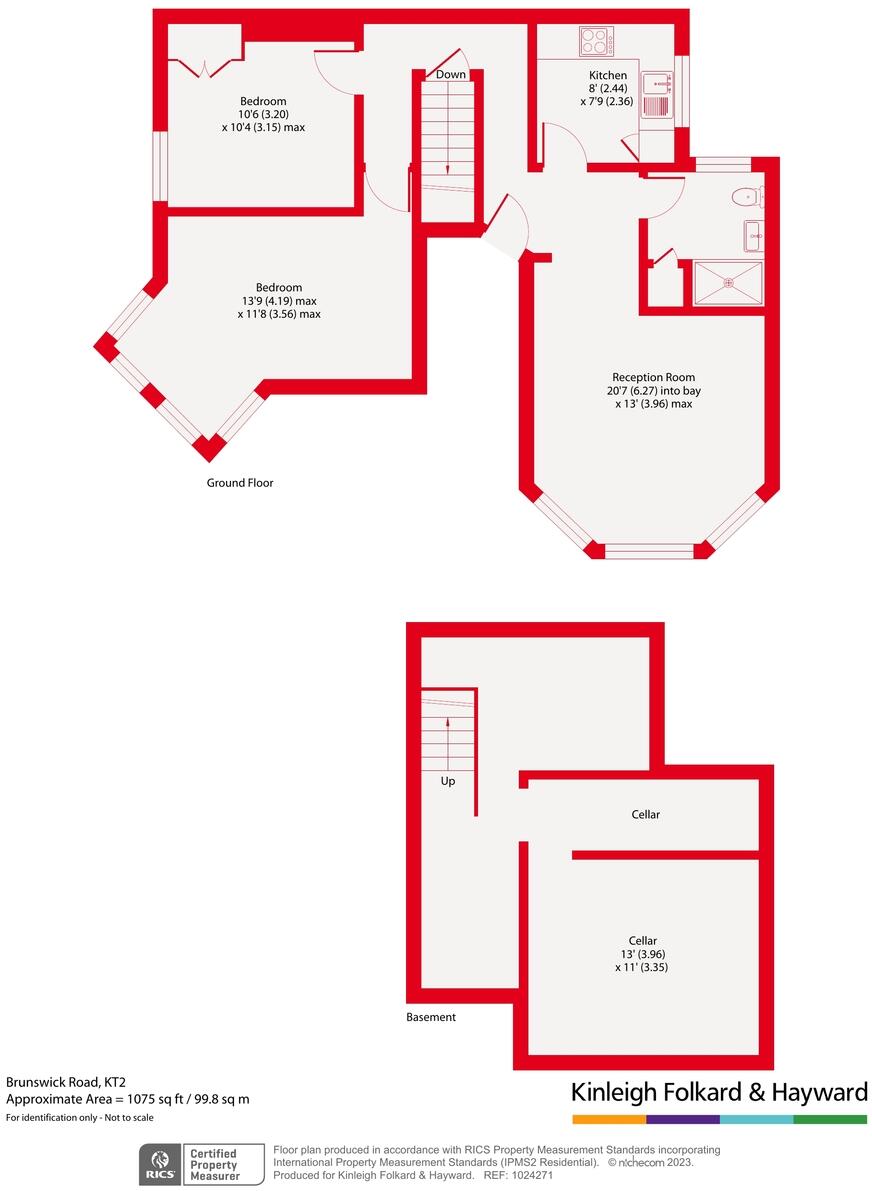 Down
Kitchen
8' (2.44)
x 7'9 (2.36)
Bedroom
10'6 (3.20)
x 10'4 (3.15) max
Bedroom
13'9 (4.19) max
x 11'8 (3.56) max
Reception Room
20'7 (6.27) into bay
x 13' (3.96) max
Ground Floor
Up
Cellar
Cellar
13' (3.96)
x 11' (3.35)
Basement
Brunswick Road, KT2
Approximate Area = 1075 sq ft / 99.8 sq m
For identification only - Not to scale
Kinleigh Folkard & Hayward
RICS
Certified
Property
Measurer
Floor plan produced in accordance with RICS Property Measurement Standards incorporating
International Property Measurement Standards (IPMS2 Residential). © nichecom 2023.
Produced for Kinleigh Folkard & Hayward. REF: 1024271